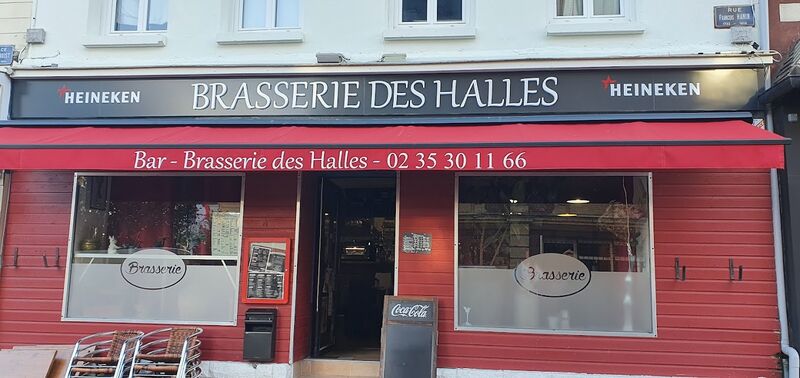 RUE
HEINEKEN BRASSERIE DES HALLES HEINEKEN
Bar - Brasserie des Halles - 02 35 30 11 66
Brasserie
Brasserie
Coca-Cola